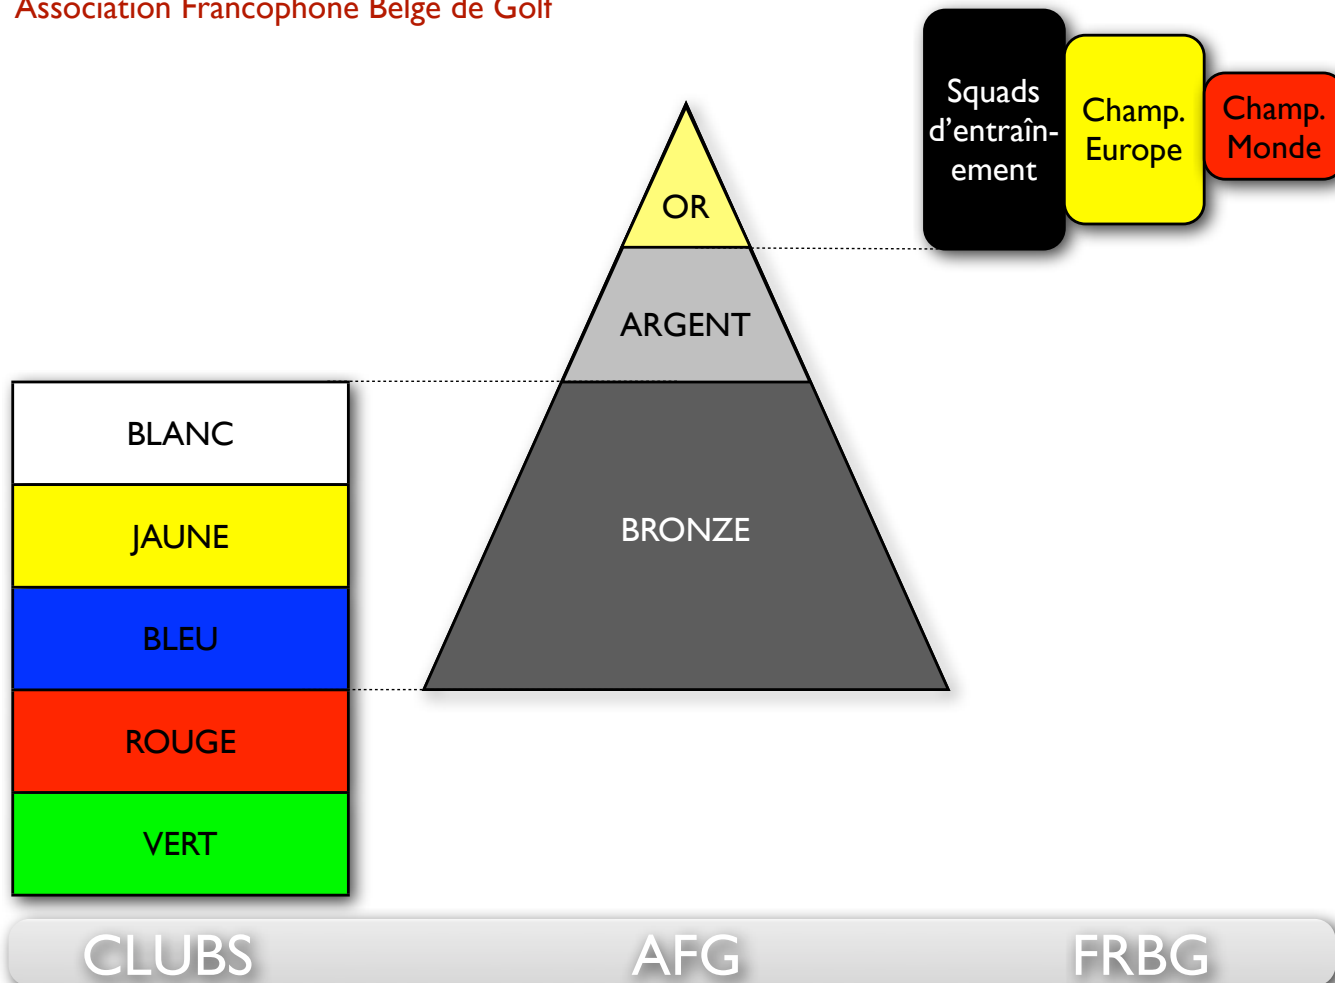 Association Francophone Belge de Golf
Squads
d'entraîn-
ement
Champ.
Europe
Champ.
Monde
OR
ARGENT
BRONZE
BLANC
JAUNE
BLEU
ROUGE
VERT
CLUBS
AFG
FRBG